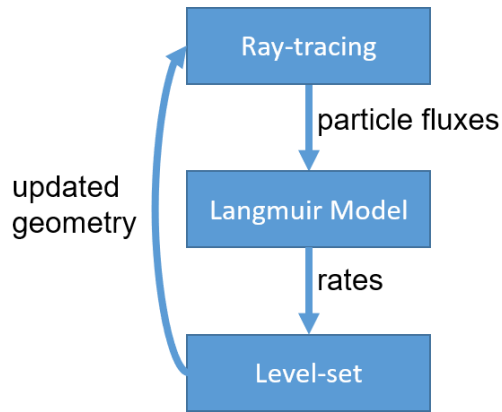 Ray-tracing
particle fluxes
updated
geometry
Langmuir Model
rates
Level-set